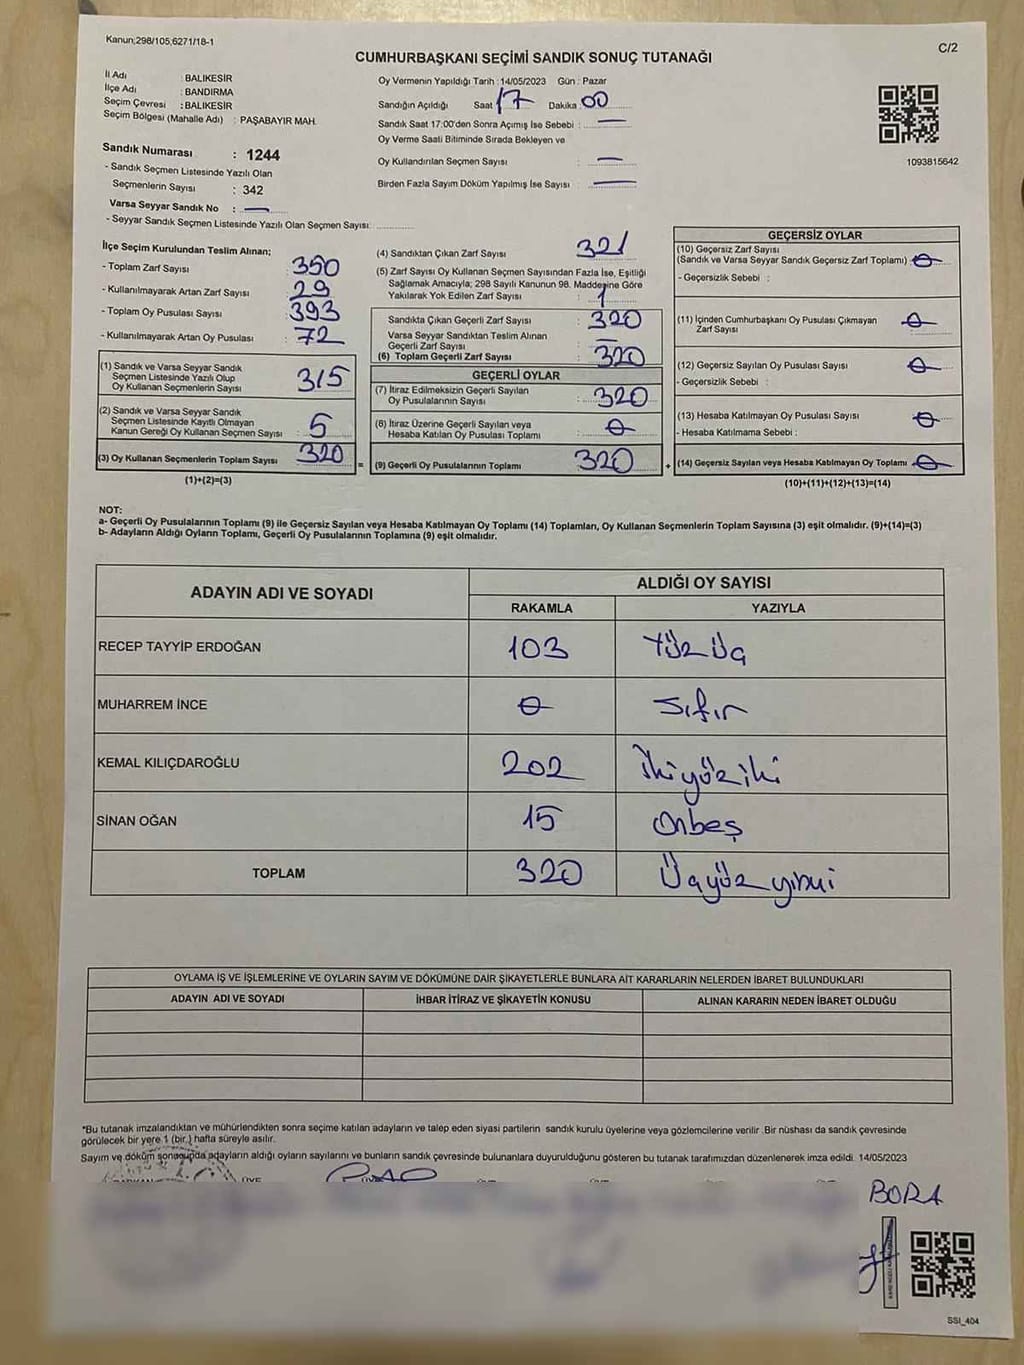 Kanun;298/105,6271/18-1
C/2
CUMHURBAŞKANI SEÇİMİ SANDIK SONUÇ TUTANAĞI
İl Adı : BALIKESİR
İlçe Adı : BANDIRMA
Seçim Çevresi : BALIKESİR
Seçim Bölgesi (Mahalle Adı) : PAŞABAYIR MAH.
Sandık Numarası : 1244
- Sandık Seçmen Listesinde Yazılı Olan
Seçmenlerin Sayısı : 342
Varsa Seyyar Sandık No : —
- Seyyar Sandık Seçmen Listesinde Yazılı Olan Seçmen Sayısı:
Oy Vermenin Yapıldığı Tarih : 14/05/2023 Gün : Pazar
Sandığın Açıldığı Saat 17 Dakika 00
Sandık Saat 17:00'den Sonra Açımış İse Sebebi : —
Oy Verme Saati Bitiminde Sırada Bekleyen ve
Oy Kullandırılan Seçmen Sayısı : —
Birden Fazla Sayım Döküm Yapılmış İse Sayısı : —
1093815642
İlçe Seçim Kurulundan Teslim Alınan;
- Toplam Zarf Sayısı : 350
- Kullanılmayarak Artan Zarf Sayısı : 29
- Toplam Oy Pusulası Sayısı : 393
- Kullanılmayarak Artan Oy Pusulası : 72
(1) Sandık ve Varsa Seyyar Sandık
Seçmen Listesinde Yazılı Olup
Oy Kullanan Seçmenlerin Sayısı : 315
(2) Sandık ve Varsa Seyyar Sandık
Seçmen Listesinde Kayıtlı Olmayan
Kanun Gereği Oy Kullanan Seçmen Sayısı : 5
(3) Oy Kullanan Seçmenlerin Toplam Sayısı : 320
(1)+(2)=(3)
(4) Sandıktan Çıkan Zarf Sayısı : 321
(5) Zarf Sayısı Oy Kullanan Seçmen Sayısından Fazla İse, Eşitliği
Sağlamak Amacıyla; 298 Sayılı Kanunun 98. Maddesine Göre
Yakılarak Yok Edilen Zarf Sayısı : 1
Sandıkta Çıkan Geçerli Zarf Sayısı : 320
Varsa Seyyar Sandıktan Teslim Alınan
Geçerli Zarf Sayısı : —
(6) Toplam Geçerli Zarf Sayısı : 320
GEÇERLİ OYLAR
(7) İtiraz Edilmeksizin Geçerli Sayılan
Oy Pusulalarının Sayısı : 320
(8) İtiraz Üzerine Geçerli Sayılan veya
Hesaba Katılan Oy Pusulası Toplamı : 0
= (9) Geçerli Oy Pusulalarının Toplamı : 320
GEÇERSİZ OYLAR
(10) Geçersiz Zarf Sayısı
(Sandık ve Varsa Seyyar Sandık Geçersiz Zarf Toplamı) : 0
- Geçersizlik Sebebi :
(11) İçinden Cumhurbaşkanı Oy Pusulası Çıkmayan
Zarf Sayısı : 0
(12) Geçersiz Sayılan Oy Pusulası Sayısı : 0
- Geçersizlik Sebebi :
(13) Hesaba Katılmayan Oy Pusulası Sayısı : 0
- Hesaba Katılmama Sebebi :
+ (14) Geçersiz Sayılan veya Hesaba Katılmayan Oy Toplamı : 0
(10)+(11)+(12)+(13)=(14)
NOT:
a- Geçerli Oy Pusulalarının Toplamı (9) ile Geçersiz Sayılan veya Hesaba Katılmayan Oy Toplamı (14) Toplamları, Oy Kullanan Seçmenlerin Toplam Sayısına (3) eşit olmalıdır. (9)+(14)=(3)
b- Adayların Aldığı Oyların Toplamı, Geçerli Oy Pusulalarının Toplamına (9) eşit olmalıdır.
ADAYIN ADI VE SOYADI ALDIĞI OY SAYISI
RAKAMLA YAZIYLA
RECEP TAYYİP ERDOĞAN 103 Yüz Üç
MUHARREM İNCE 0 Sıfır
KEMAL KILIÇDAROĞLU 202 İkiyüziki
SİNAN OĞAN 15 Onbeş
TOPLAM 320 Üçyüzyirmi
OYLAMA İŞ VE İŞLEMLERİNE VE OYLARIN SAYIM VE DÖKÜMÜNE DAİR ŞİKAYETLERLE BUNLARA AİT KARARLARIN NELERDEN İBARET BULUNDUKLARI
ADAYIN ADI VE SOYADI İHBAR İTİRAZ VE ŞİKAYETİN KONUSU ALINAN KARARIN NEDEN İBARET OLDUĞU
*Bu tutanak imzalandıktan ve mühürlendikten sonra seçime katılan adayların ve talep eden siyasi partilerin sandık kurulu üyelerine veya gözlemcilerine verilir .Bir nüshası da sandık çevresinde
görülecek bir yere 1 (bir ) hafta süreyle asılır.
Sayım ve döküm sonucunda adayların aldığı oyların sayılarını ve bunların sandık çevresinde bulunanlara duyurulduğunu gösteren bu tutanak tarafımızdan düzenlenerek imza edildi. 14/05/2023
BORA
SSI_404